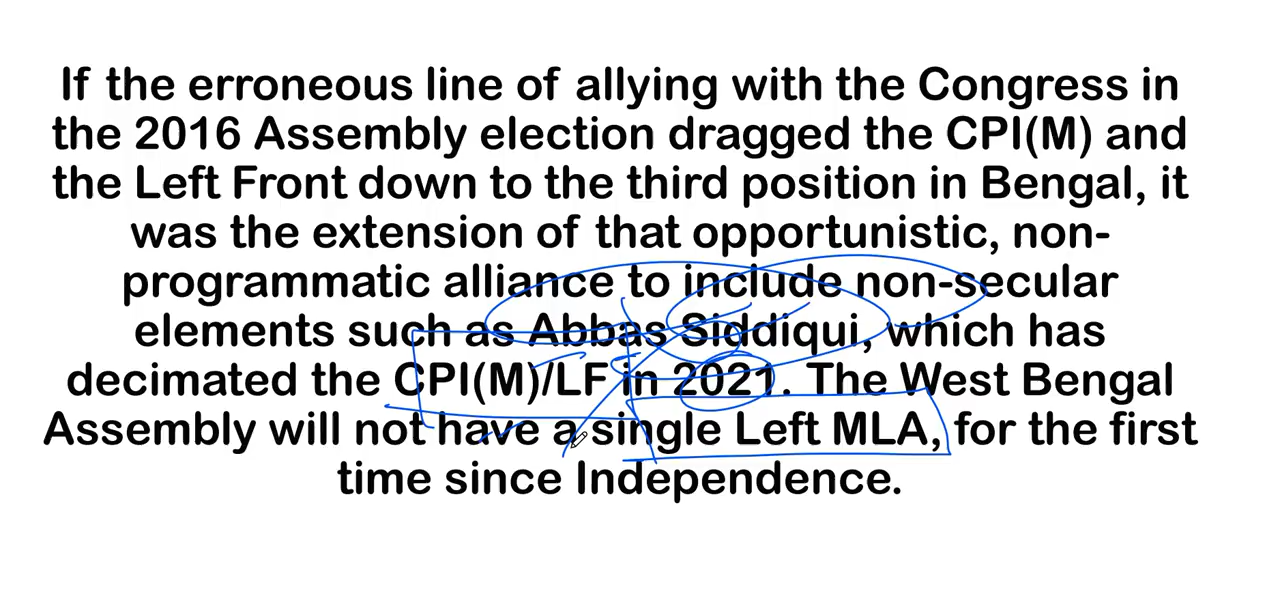 If the erroneous line of allying with the Congress in
the 2016 Assembly election dragged the CPI(M) and
the Left Front down to the third position in Bengal, it
was the extension of that opportunistic, non-
programmatic alliance to include non-secular
elements such as Abbas Siddiqui, which has
decimated the CPI(M)/LF in 2021. The West Bengal
Assembly will not have a single Left MLA, for the first
time since Independence.